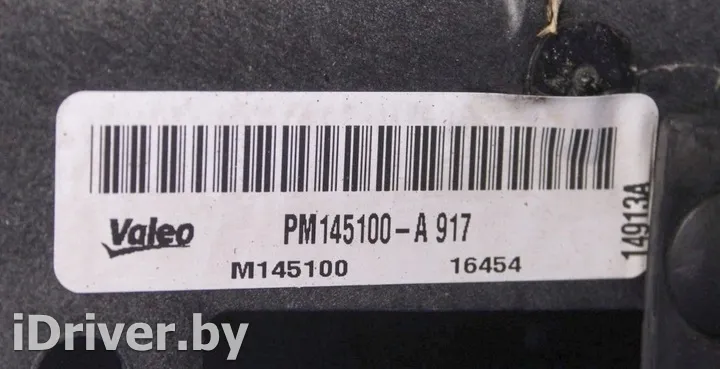 Valeo
PM145100-A 917
M145100 16454
14913A
iDriver.by